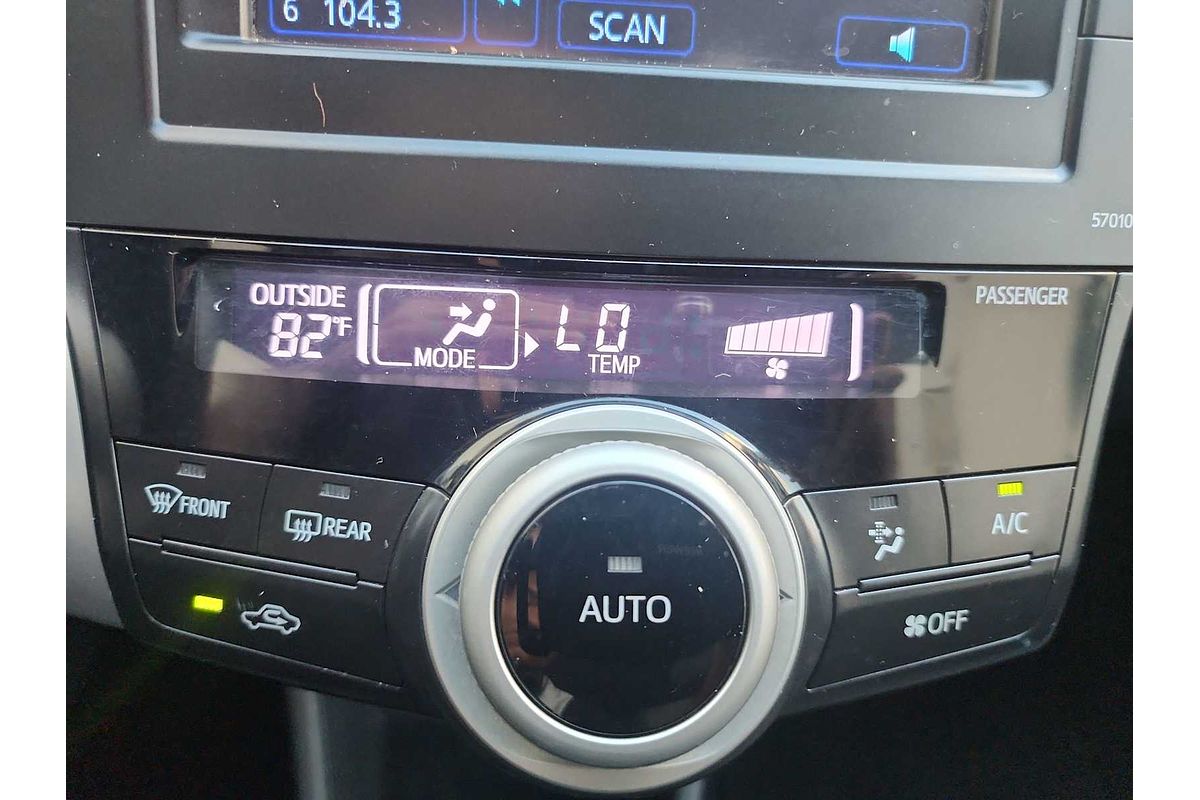 6 104.3
SCAN
57010
PASSENGER
OUTSIDE
82°F
MODE
LO
TEMP
FRONT
REAR
A/C
AUTO
OFF